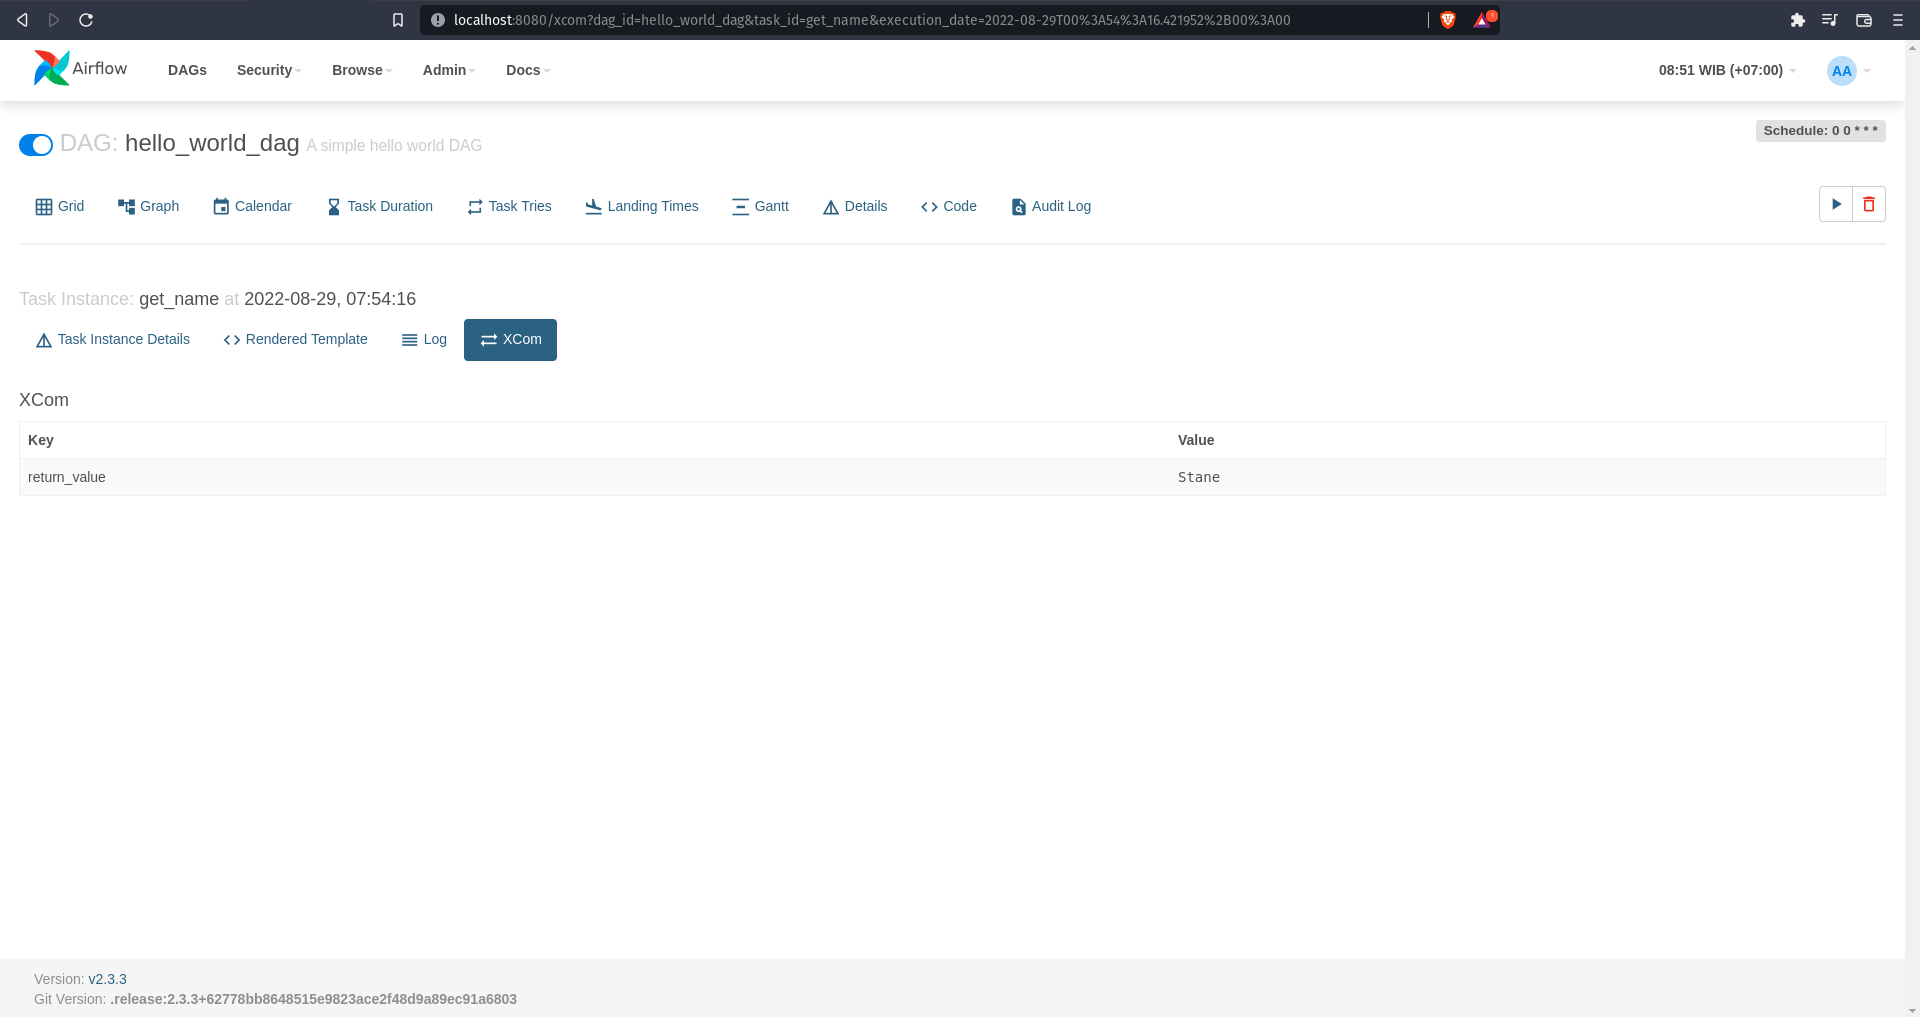 localhost:8080/xcom?dag_id=hello_world_dag&task_id=get_name&execution_date=2022-08-29T00%3A54%3A16.421952%2B00%3A00
1
Airflow DAGs Security Browse Admin Docs 08:51 WIB (+07:00) AA
DAG: hello_world_dag A simple hello world DAG
Schedule: 0 0 * * *
Grid Graph Calendar Task Duration Task Tries Landing Times Gantt Details Code Audit Log
Task Instance: get_name at 2022-08-29, 07:54:16
Task Instance Details Rendered Template Log XCom
XCom
Key Value
return_value Stane
Version: v2.3.3
Git Version: .release:2.3.3+62778bb8648515e9823ace2f48d9a89ec91a6803